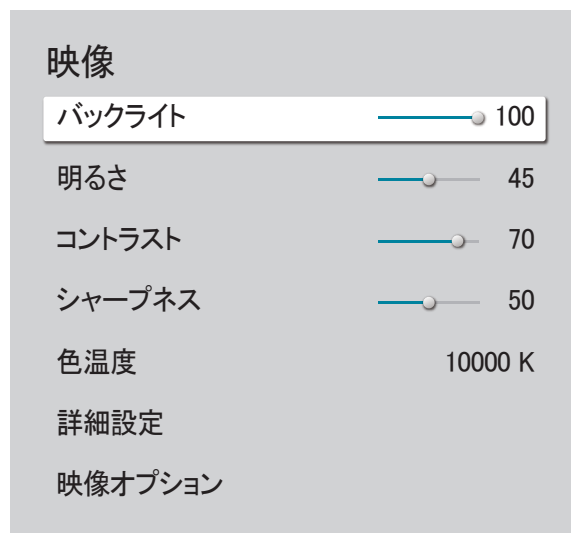 映像
バックライト 100
明るさ 45
コントラスト 70
シャープネス 50
色温度 10000 K
詳細設定
映像オプション